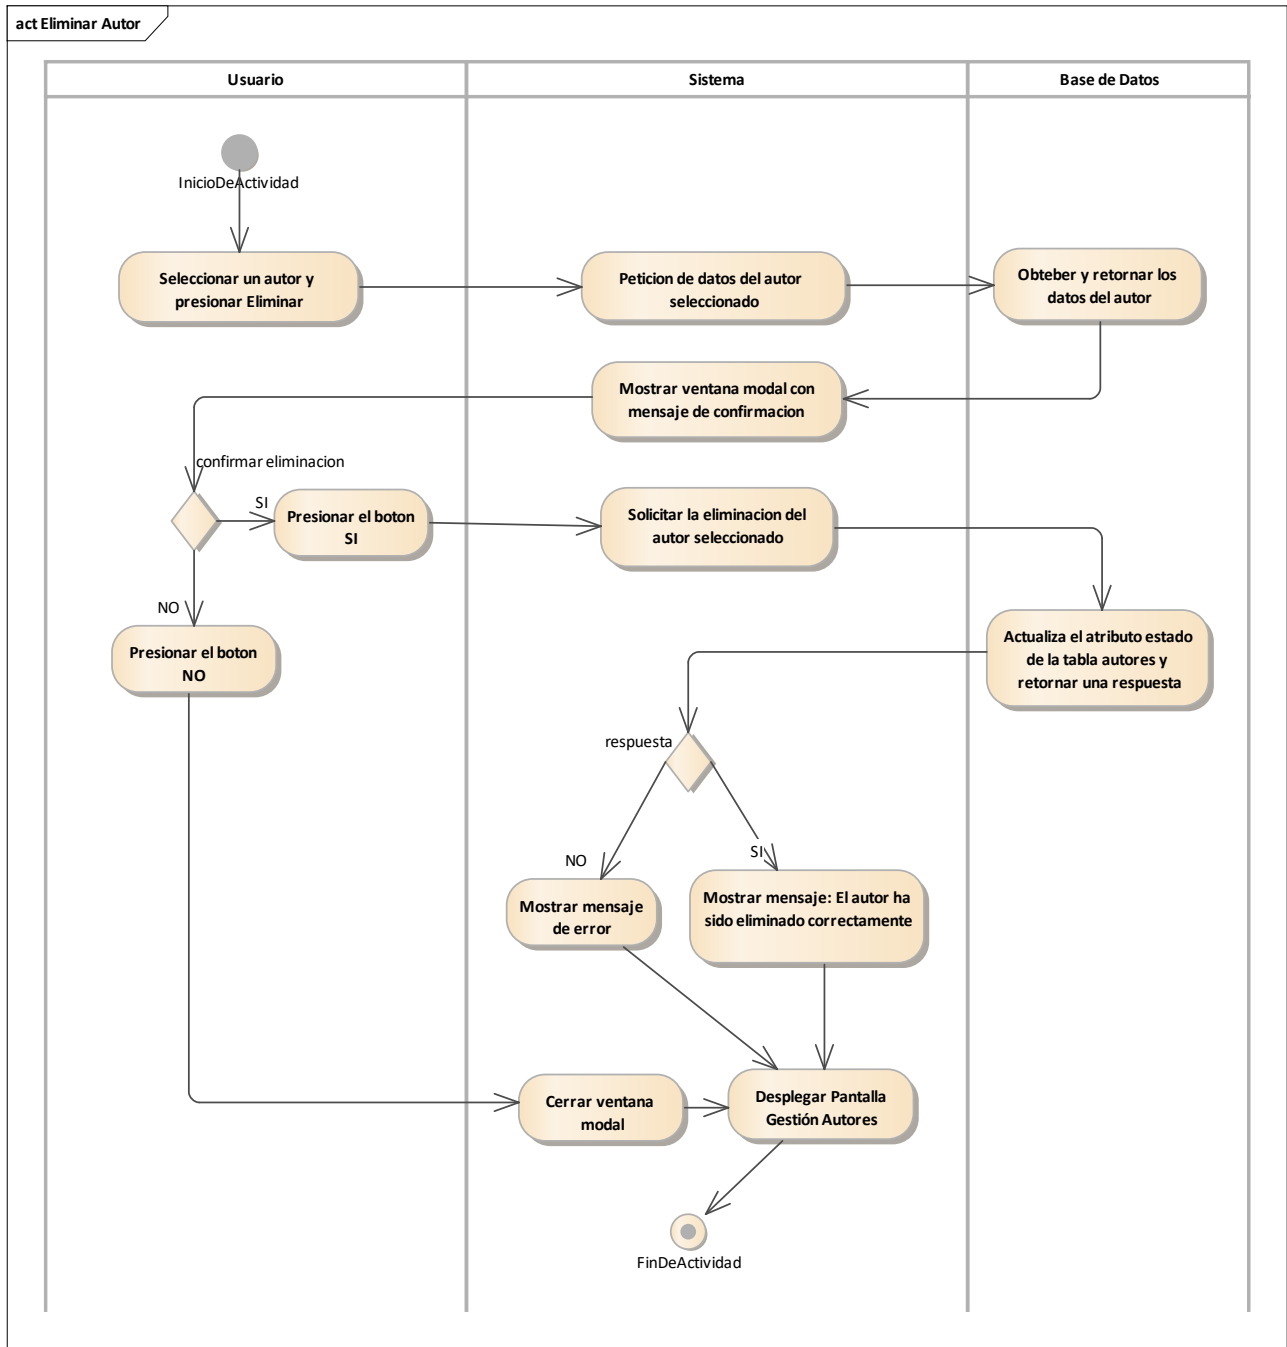 act Eliminar Autor
Usuario
Sistema
Base de Datos
InicioDeActividad
Seleccionar un autor y
presionar Eliminar
Peticion de datos del autor
seleccionado
Obteber y retornar los
datos del autor
Mostrar ventana modal con
mensaje de confirmacion
confirmar eliminacion
SI
Presionar el boton
SI
Solicitar la eliminacion del
autor seleccionado
NO
Presionar el boton
NO
Actualiza el atributo estado
de la tabla autores y
retornar una respuesta
respuesta
NO
SI
Mostrar mensaje
de error
Mostrar mensaje: El autor ha
sido eliminado correctamente
Cerrar ventana
modal
Desplegar Pantalla
Gestión Autores
FinDeActividad